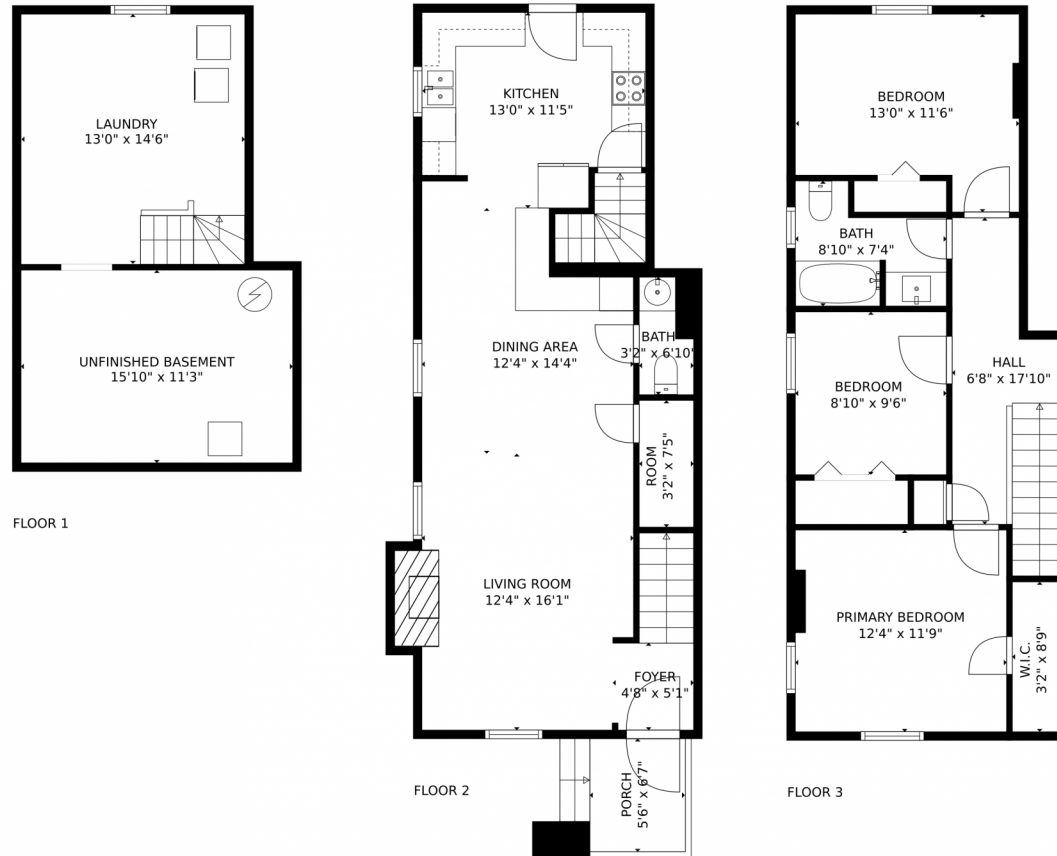 LAUNDRY
13'0" x 14'6"
UNFINISHED BASEMENT
15'10" x 11'3"
FLOOR 1
KITCHEN
13'0" x 11'5"
DINING AREA
12'4" x 14'4"
BATH
3'2" x 6'10"
ROOM
3'2" x 7'5"
LIVING ROOM
12'4" x 16'1"
FOYER
4'8" x 5'1"
PORCH
5'6" x 6'7"
FLOOR 2
BEDROOM
13'0" x 11'6"
BATH
8'10" x 7'4"
BEDROOM
8'10" x 9'6"
HALL
6'8" x 17'10"
PRIMARY BEDROOM
12'4" x 11'9"
W.I.C.
3'2" x 8'9"
FLOOR 3